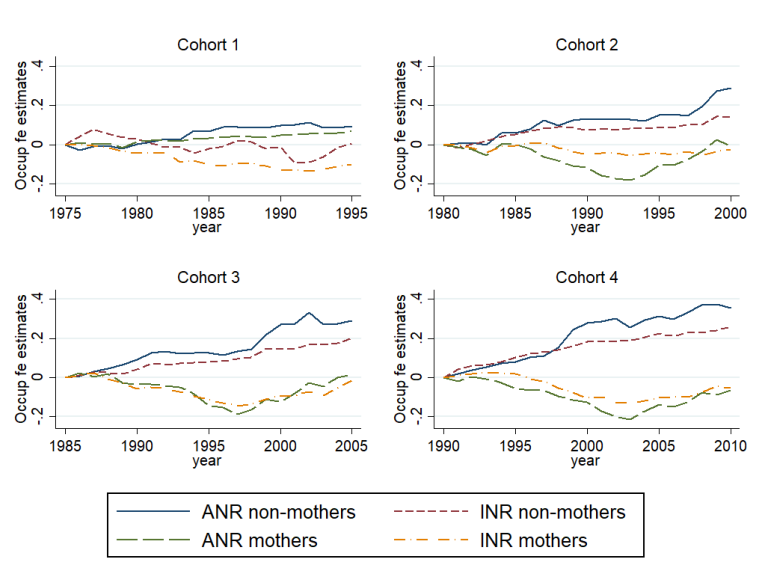 Cohort 1
Occup fe estimates
.4
.2
0
-.2
1975 1980 1985 1990 1995
year
Cohort 2
Occup fe estimates
.4
.2
0
-.2
1980 1985 1990 1995 2000
year
Cohort 3
Occup fe estimates
.4
.2
0
-.2
1985 1990 1995 2000 2005
year
Cohort 4
Occup fe estimates
.4
.2
0
-.2
1990 1995 2000 2005 2010
year
ANR non-mothers INR non-mothers
ANR mothers INR mothers